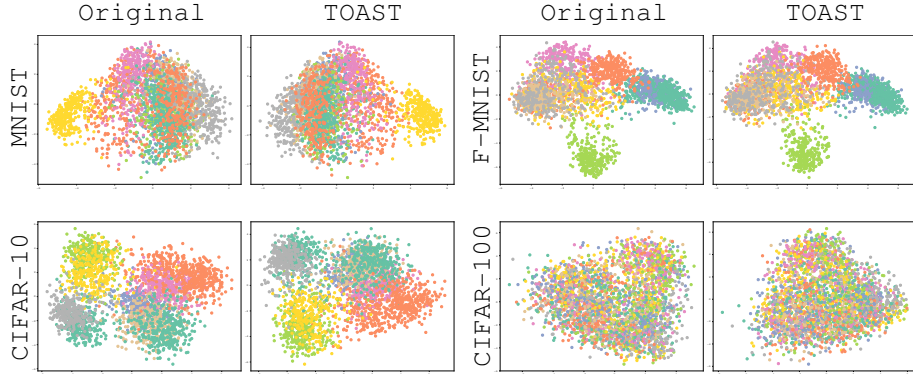 Original TOAST Original TOAST
MNIST
F-MNIST
CIFAR-10
CIFAR-100